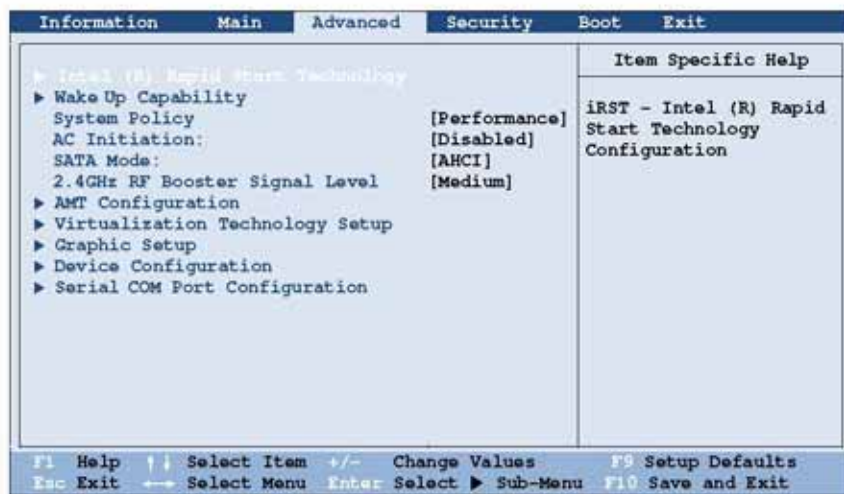 Information Main Advanced Security Boot Exit
▶ Intel (R) Rapid Start Technology
▶ Wake Up Capability
System Policy [Performance]
AC Initiation: [Disabled]
SATA Mode: [AHCI]
2.4GHz RF Booster Signal Level [Medium]
▶ AMT Configuration
▶ Virtualization Technology Setup
▶ Graphic Setup
▶ Device Configuration
▶ Serial COM Port Configuration
Item Specific Help
iRST - Intel (R) Rapid
Start Technology
Configuration
F1 Help ↑↓ Select Item +/- Change Values F9 Setup Defaults
Esc Exit ←→ Select Menu Enter Select ▶ Sub-Menu F10 Save and Exit